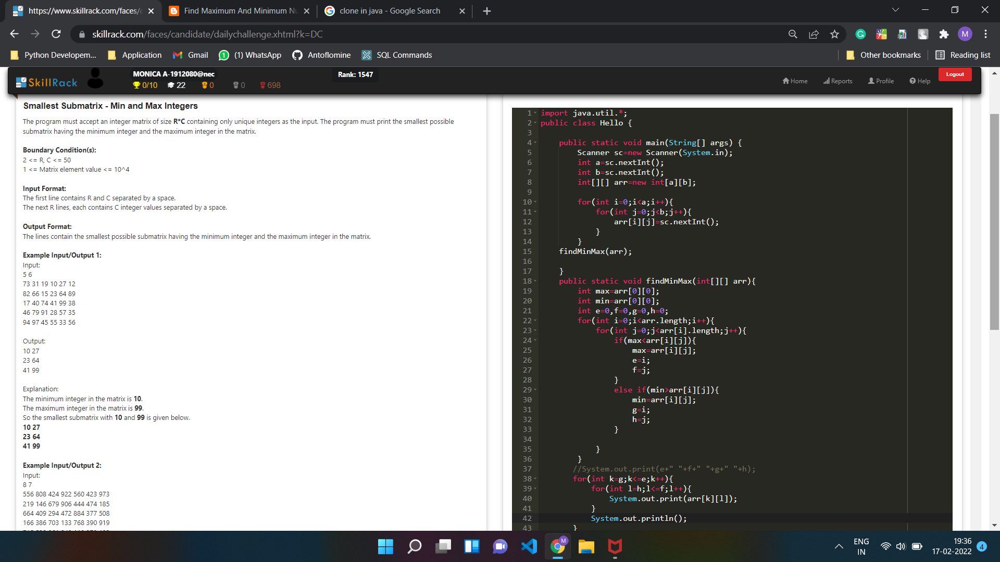 https://www.skillrack.com/faces/c
Find Maximum And Minimum Nu
clone in java - Google Search
skillrack.com/faces/candidate/dailychallenge.xhtml?k=DC
M
Python Developem...
Application
Gmail
(1) WhatsApp
Antoflomine
SQL Commands
Other bookmarks
Reading list
SkillRack
MONICA A-1912080@nec
0/10
22
0
0
698
Rank: 1547
Home
Reports
Profile
Help
Logout
Smallest Submatrix - Min and Max Integers
The program must accept an integer matrix of size R*C containing only unique integers as the input. The program must print the smallest possible
submatrix having the minimum integer and the maximum integer in the matrix.
Boundary Condition(s):
2 <= R, C <= 50
1 <= Matrix element value <= 10^4
Input Format:
The first line contains R and C separated by a space.
The next R lines, each contains C integer values separated by a space.
Output Format:
The lines contain the smallest possible submatrix having the minimum integer and the maximum integer in the matrix.
Example Input/Output 1:
Input:
5 6
73 31 19 10 27 12
82 66 15 23 64 89
17 40 74 41 99 38
46 79 91 28 57 35
94 97 45 55 33 56
Output:
10 27
23 64
41 99
Explanation:
The minimum integer in the matrix is 10.
The maximum integer in the matrix is 99.
So the smallest submatrix with 10 and 99 is given below.
10 27
23 64
41 99
Example Input/Output 2:
Input:
8 7
556 808 424 922 560 423 973
219 146 679 906 444 474 185
664 409 294 472 884 377 508
166 386 703 133 768 390 919
1 import java.util.*;
2 public class Hello {
3
4 public static void main(String[] args) {
5 Scanner sc=new Scanner(System.in);
6 int a=sc.nextInt();
7 int b=sc.nextInt();
8 int[][] arr=new int[a][b];
9
10 for(int i=0;i<a;i++){
11 for(int j=0;j<b;j++){
12 arr[i][j]=sc.nextInt();
13 }
14 }
15 findMinMax(arr);
16
17 }
18 public static void findMinMax(int[][] arr){
19 int max=arr[0][0];
20 int min=arr[0][0];
21 int e=0,f=0,g=0,h=0;
22 for(int i=0;i<arr.length;i++){
23 for(int j=0;j<arr[i].length;j++){
24 if(max<arr[i][j]){
25 max=arr[i][j];
26 e=i;
27 f=j;
28 }
29 else if(min>arr[i][j]){
30 min=arr[i][j];
31 g=i;
32 h=j;
33 }
34
35 }
36 }
37 //System.out.print(e+" "+f+" "+g+" "+h);
38 for(int k=g;k<=e;k++){
39 for(int l=h;l<=f;l++){
40 System.out.print(arr[k][l]);
41 }
42 System.out.println();
43 }
M
ENG
IN
19:36
17-02-2022
4